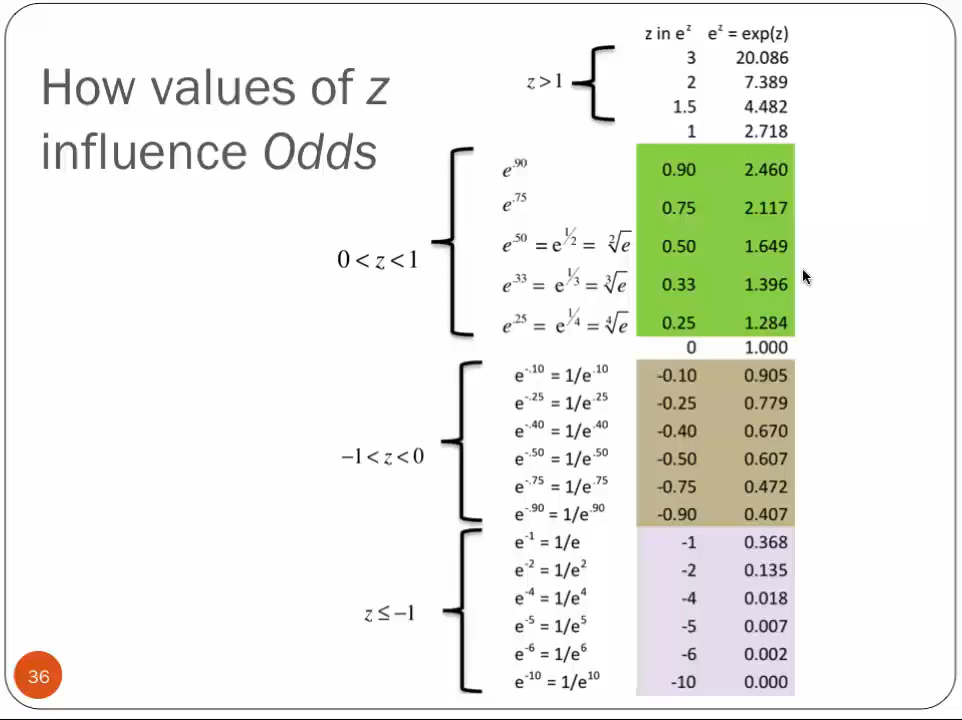 How values of z
influence Odds
z in e^z e^z = exp(z)
3 20.086
z > 1 2 7.389
1.5 4.482
1 2.718
e^.90 0.90 2.460
e^.75 0.75 2.117
e^.50 = e^1/2 = ²√e 0.50 1.649
0 < z < 1
e^.33 = e^1/3 = ³√e 0.33 1.396
e^.25 = e^1/4 = ⁴√e 0.25 1.284
0 1.000
e^-.10 = 1/e^.10 -0.10 0.905
e^-.25 = 1/e^.25 -0.25 0.779
e^-.40 = 1/e^.40 -0.40 0.670
−1 < z < 0 e^-.50 = 1/e^.50 -0.50 0.607
e^-.75 = 1/e^.75 -0.75 0.472
e^-.90 = 1/e^.90 -0.90 0.407
e^-1 = 1/e -1 0.368
e^-2 = 1/e^2 -2 0.135
e^-4 = 1/e^4 -4 0.018
z ≤ −1 e^-5 = 1/e^5 -5 0.007
e^-6 = 1/e^6 -6 0.002
e^-10 = 1/e^10 -10 0.000
36